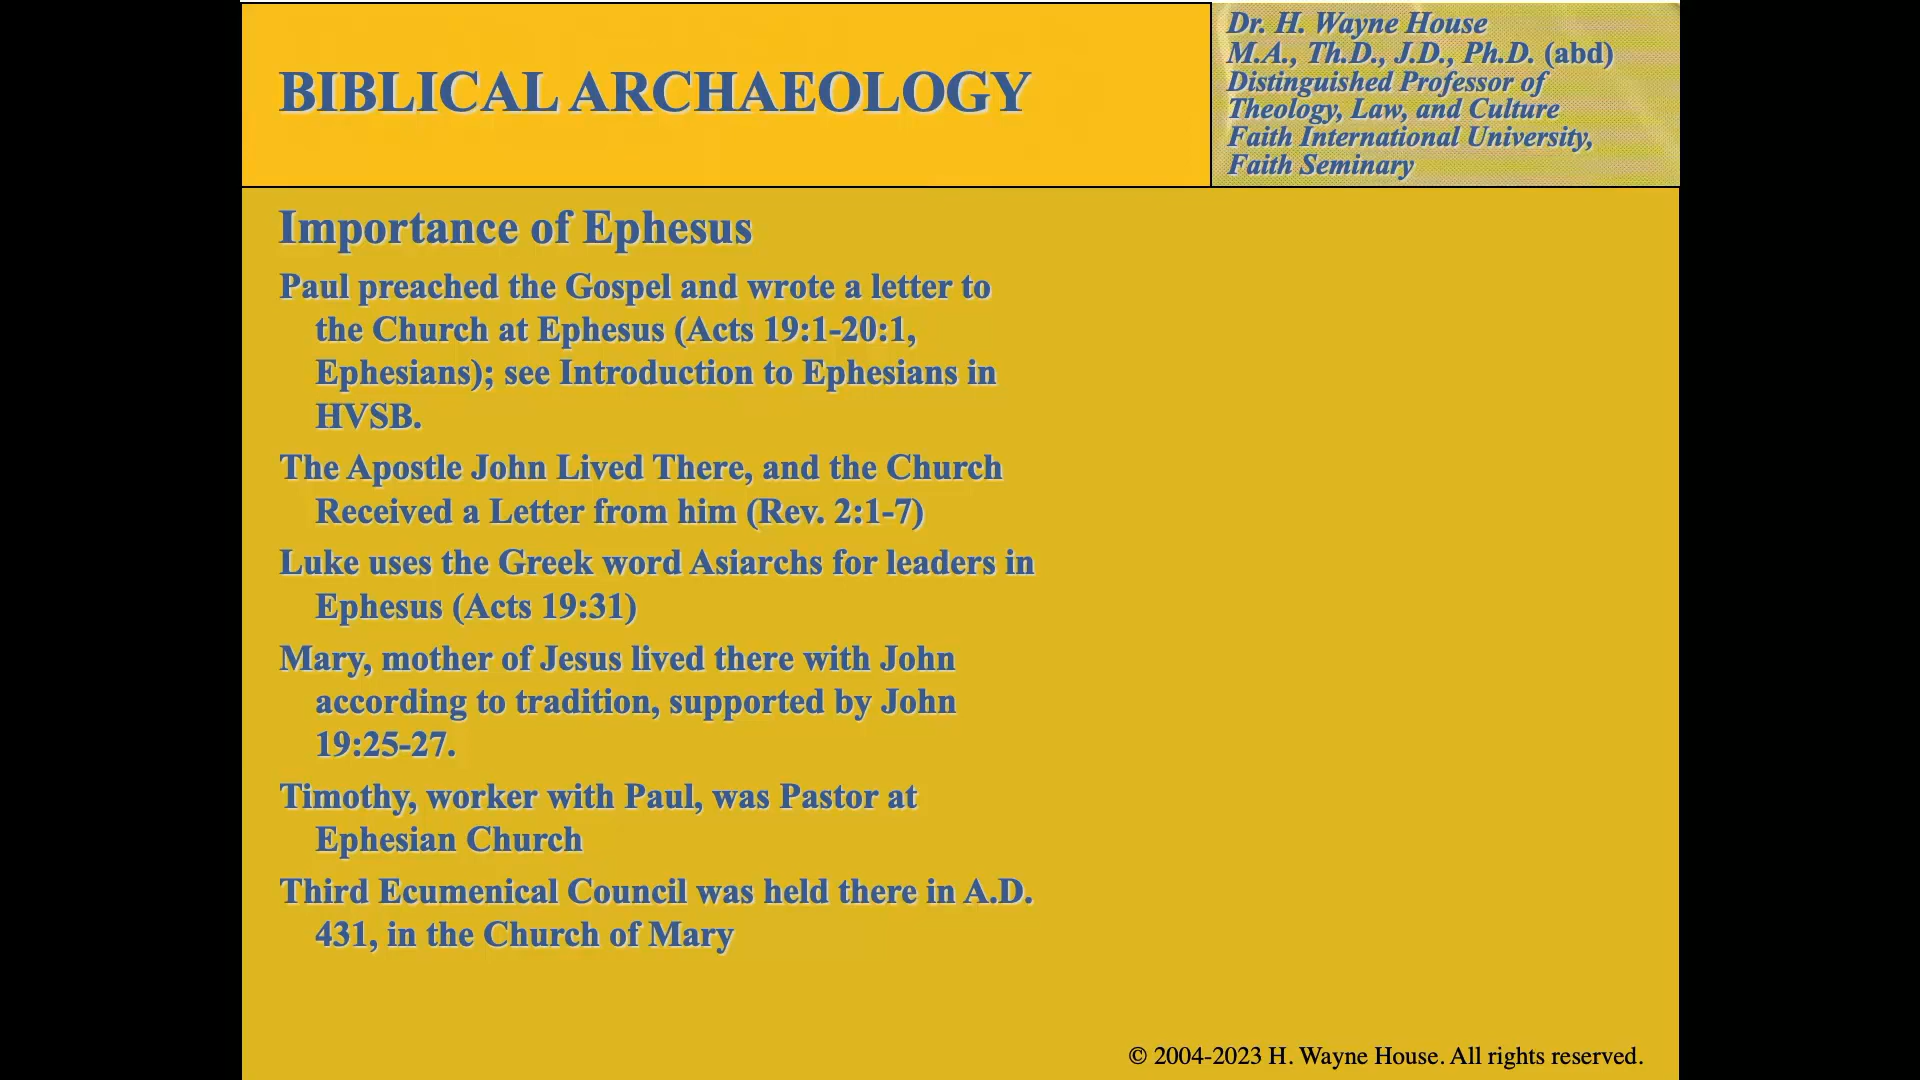 BIBLICAL ARCHAEOLOGY
Dr. H. Wayne House
M.A., Th.D., J.D., Ph.D. (abd)
Distinguished Professor of
Theology, Law, and Culture
Faith International University,
Faith Seminary
Importance of Ephesus
Paul preached the Gospel and wrote a letter to
the Church at Ephesus (Acts 19:1-20:1,
Ephesians); see Introduction to Ephesians in
HVSB.
The Apostle John Lived There, and the Church
Received a Letter from him (Rev. 2:1-7)
Luke uses the Greek word Asiarchs for leaders in
Ephesus (Acts 19:31)
Mary, mother of Jesus lived there with John
according to tradition, supported by John
19:25-27.
Timothy, worker with Paul, was Pastor at
Ephesian Church
Third Ecumenical Council was held there in A.D.
431, in the Church of Mary
© 2004-2023 H. Wayne House. All rights reserved.